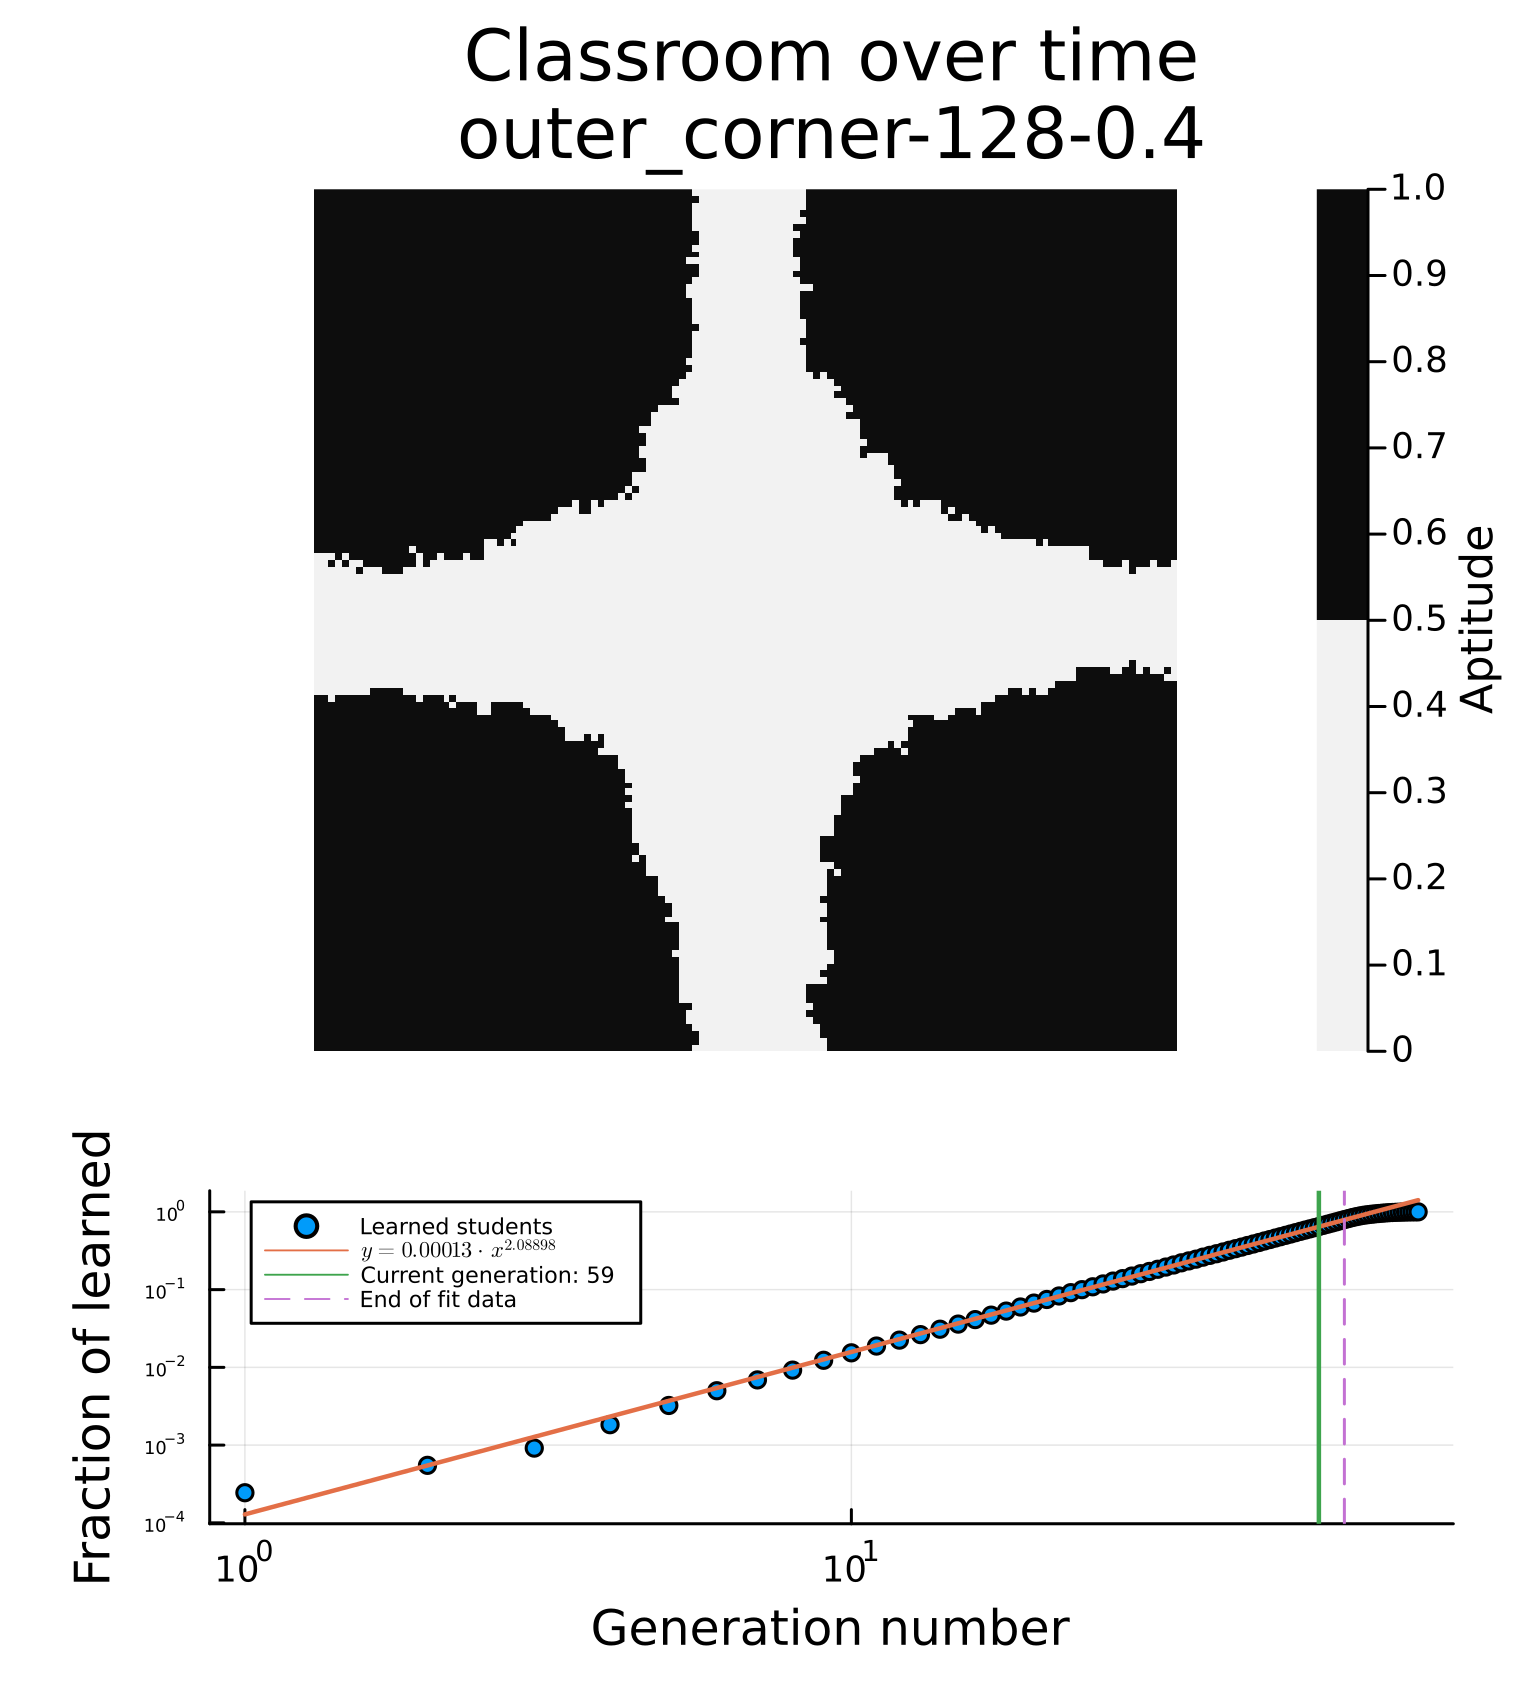 Classroom over time
outer_corner-128-0.4
1.0
0.9
0.8
0.7
0.6
0.5
0.4
0.3
0.2
0.1
0
Aptitude
Fraction of learned
10^0
10^−1
10^−2
10^−3
10^−4
Learned students
y = 0.00013 · x^2.08898
Current generation: 59
End of fit data
10^0
10^1
Generation number